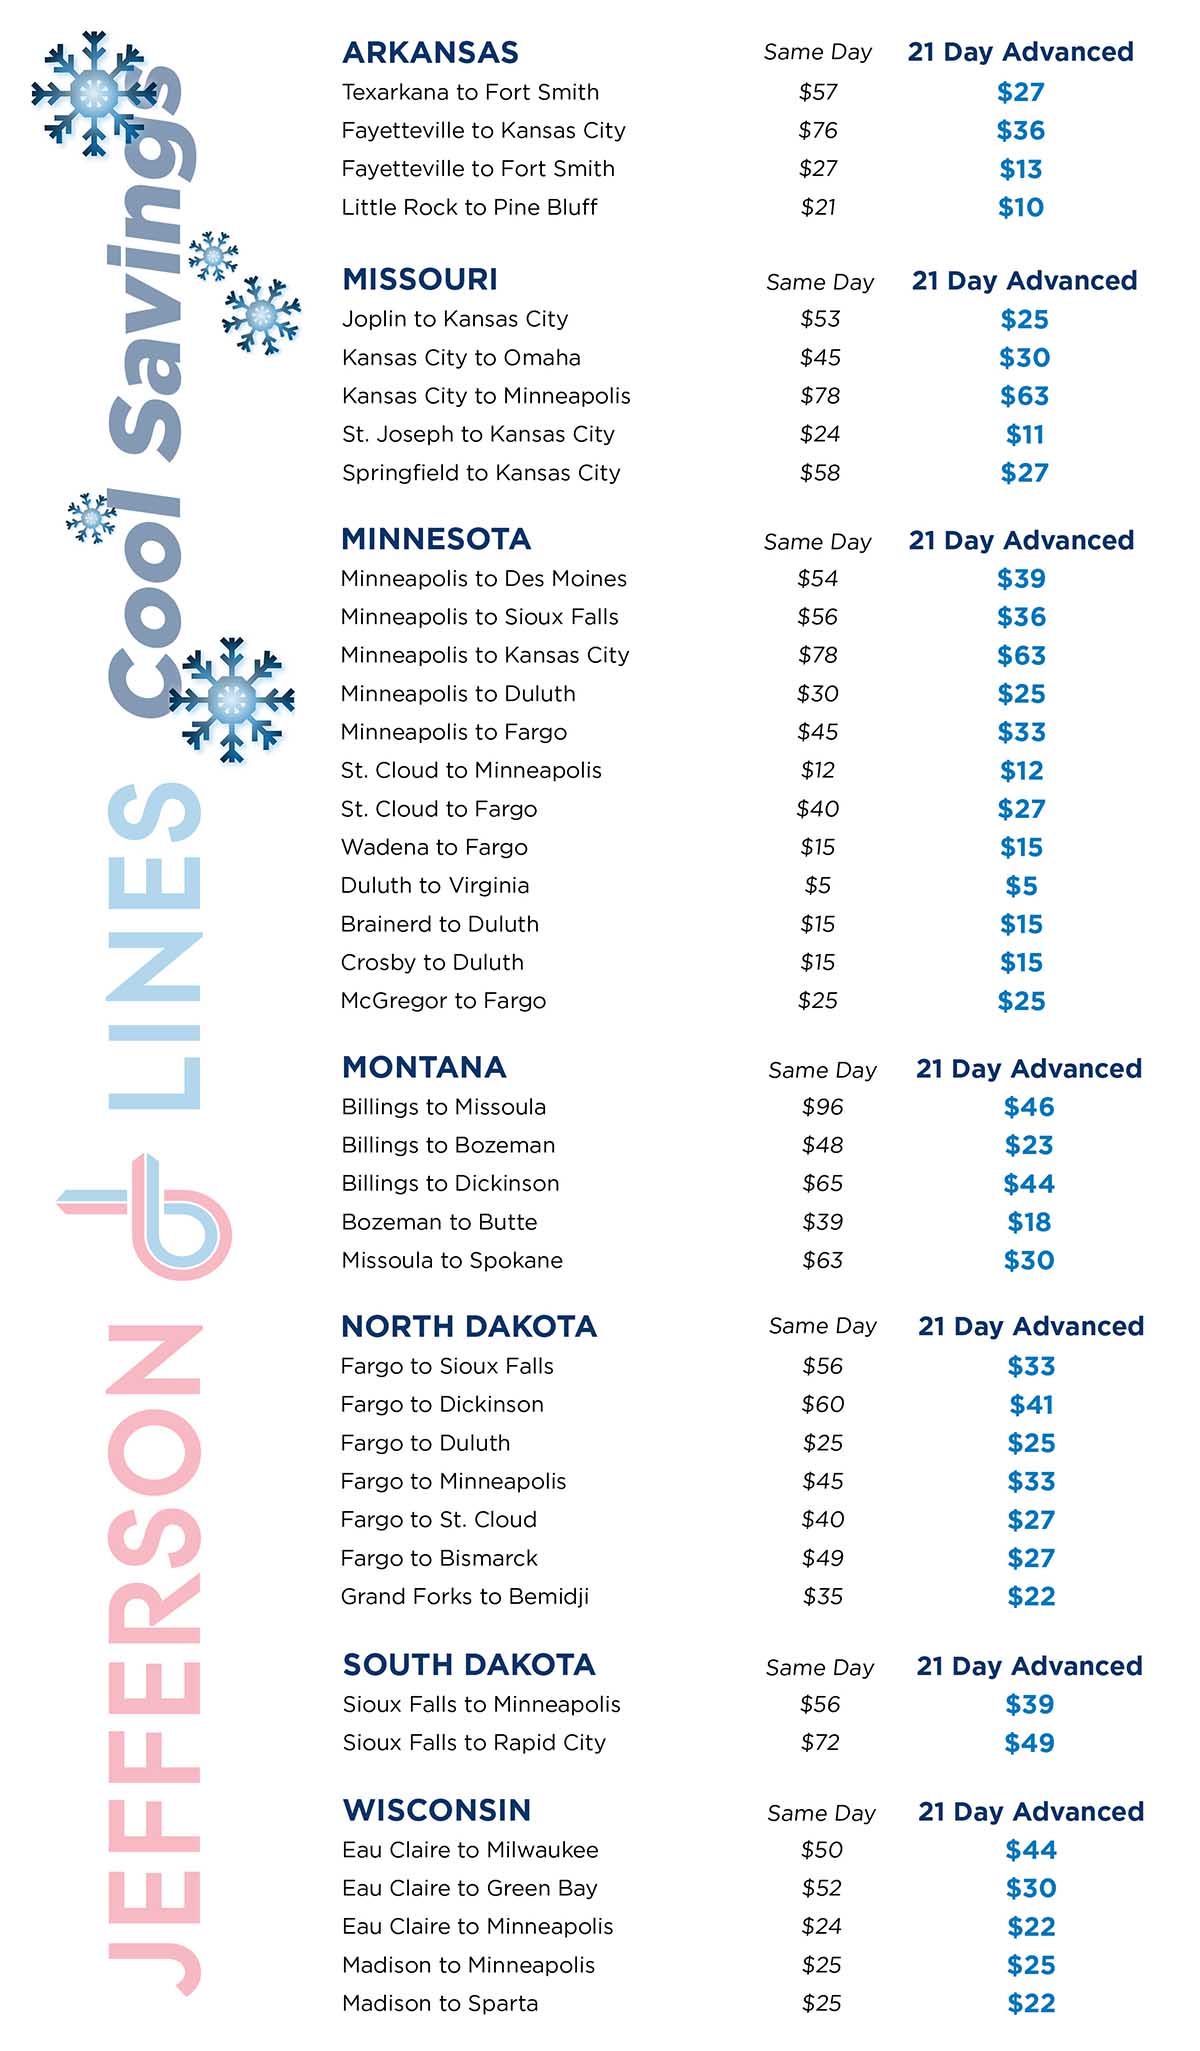 Cool Savings
JEFFERSON LINES
ARKANSAS Same Day 21 Day Advanced
Texarkana to Fort Smith $57 $27
Fayetteville to Kansas City $76 $36
Fayetteville to Fort Smith $27 $13
Little Rock to Pine Bluff $21 $10
MISSOURI Same Day 21 Day Advanced
Joplin to Kansas City $53 $25
Kansas City to Omaha $45 $30
Kansas City to Minneapolis $78 $63
St. Joseph to Kansas City $24 $11
Springfield to Kansas City $58 $27
MINNESOTA Same Day 21 Day Advanced
Minneapolis to Des Moines $54 $39
Minneapolis to Sioux Falls $56 $36
Minneapolis to Kansas City $78 $63
Minneapolis to Duluth $30 $25
Minneapolis to Fargo $45 $33
St. Cloud to Minneapolis $12 $12
St. Cloud to Fargo $40 $27
Wadena to Fargo $15 $15
Duluth to Virginia $5 $5
Brainerd to Duluth $15 $15
Crosby to Duluth $15 $15
McGregor to Fargo $25 $25
MONTANA Same Day 21 Day Advanced
Billings to Missoula $96 $46
Billings to Bozeman $48 $23
Billings to Dickinson $65 $44
Bozeman to Butte $39 $18
Missoula to Spokane $63 $30
NORTH DAKOTA Same Day 21 Day Advanced
Fargo to Sioux Falls $56 $33
Fargo to Dickinson $60 $41
Fargo to Duluth $25 $25
Fargo to Minneapolis $45 $33
Fargo to St. Cloud $40 $27
Fargo to Bismarck $49 $27
Grand Forks to Bemidji $35 $22
SOUTH DAKOTA Same Day 21 Day Advanced
Sioux Falls to Minneapolis $56 $39
Sioux Falls to Rapid City $72 $49
WISCONSIN Same Day 21 Day Advanced
Eau Claire to Milwaukee $50 $44
Eau Claire to Green Bay $52 $30
Eau Claire to Minneapolis $24 $22
Madison to Minneapolis $25 $25
Madison to Sparta $25 $22